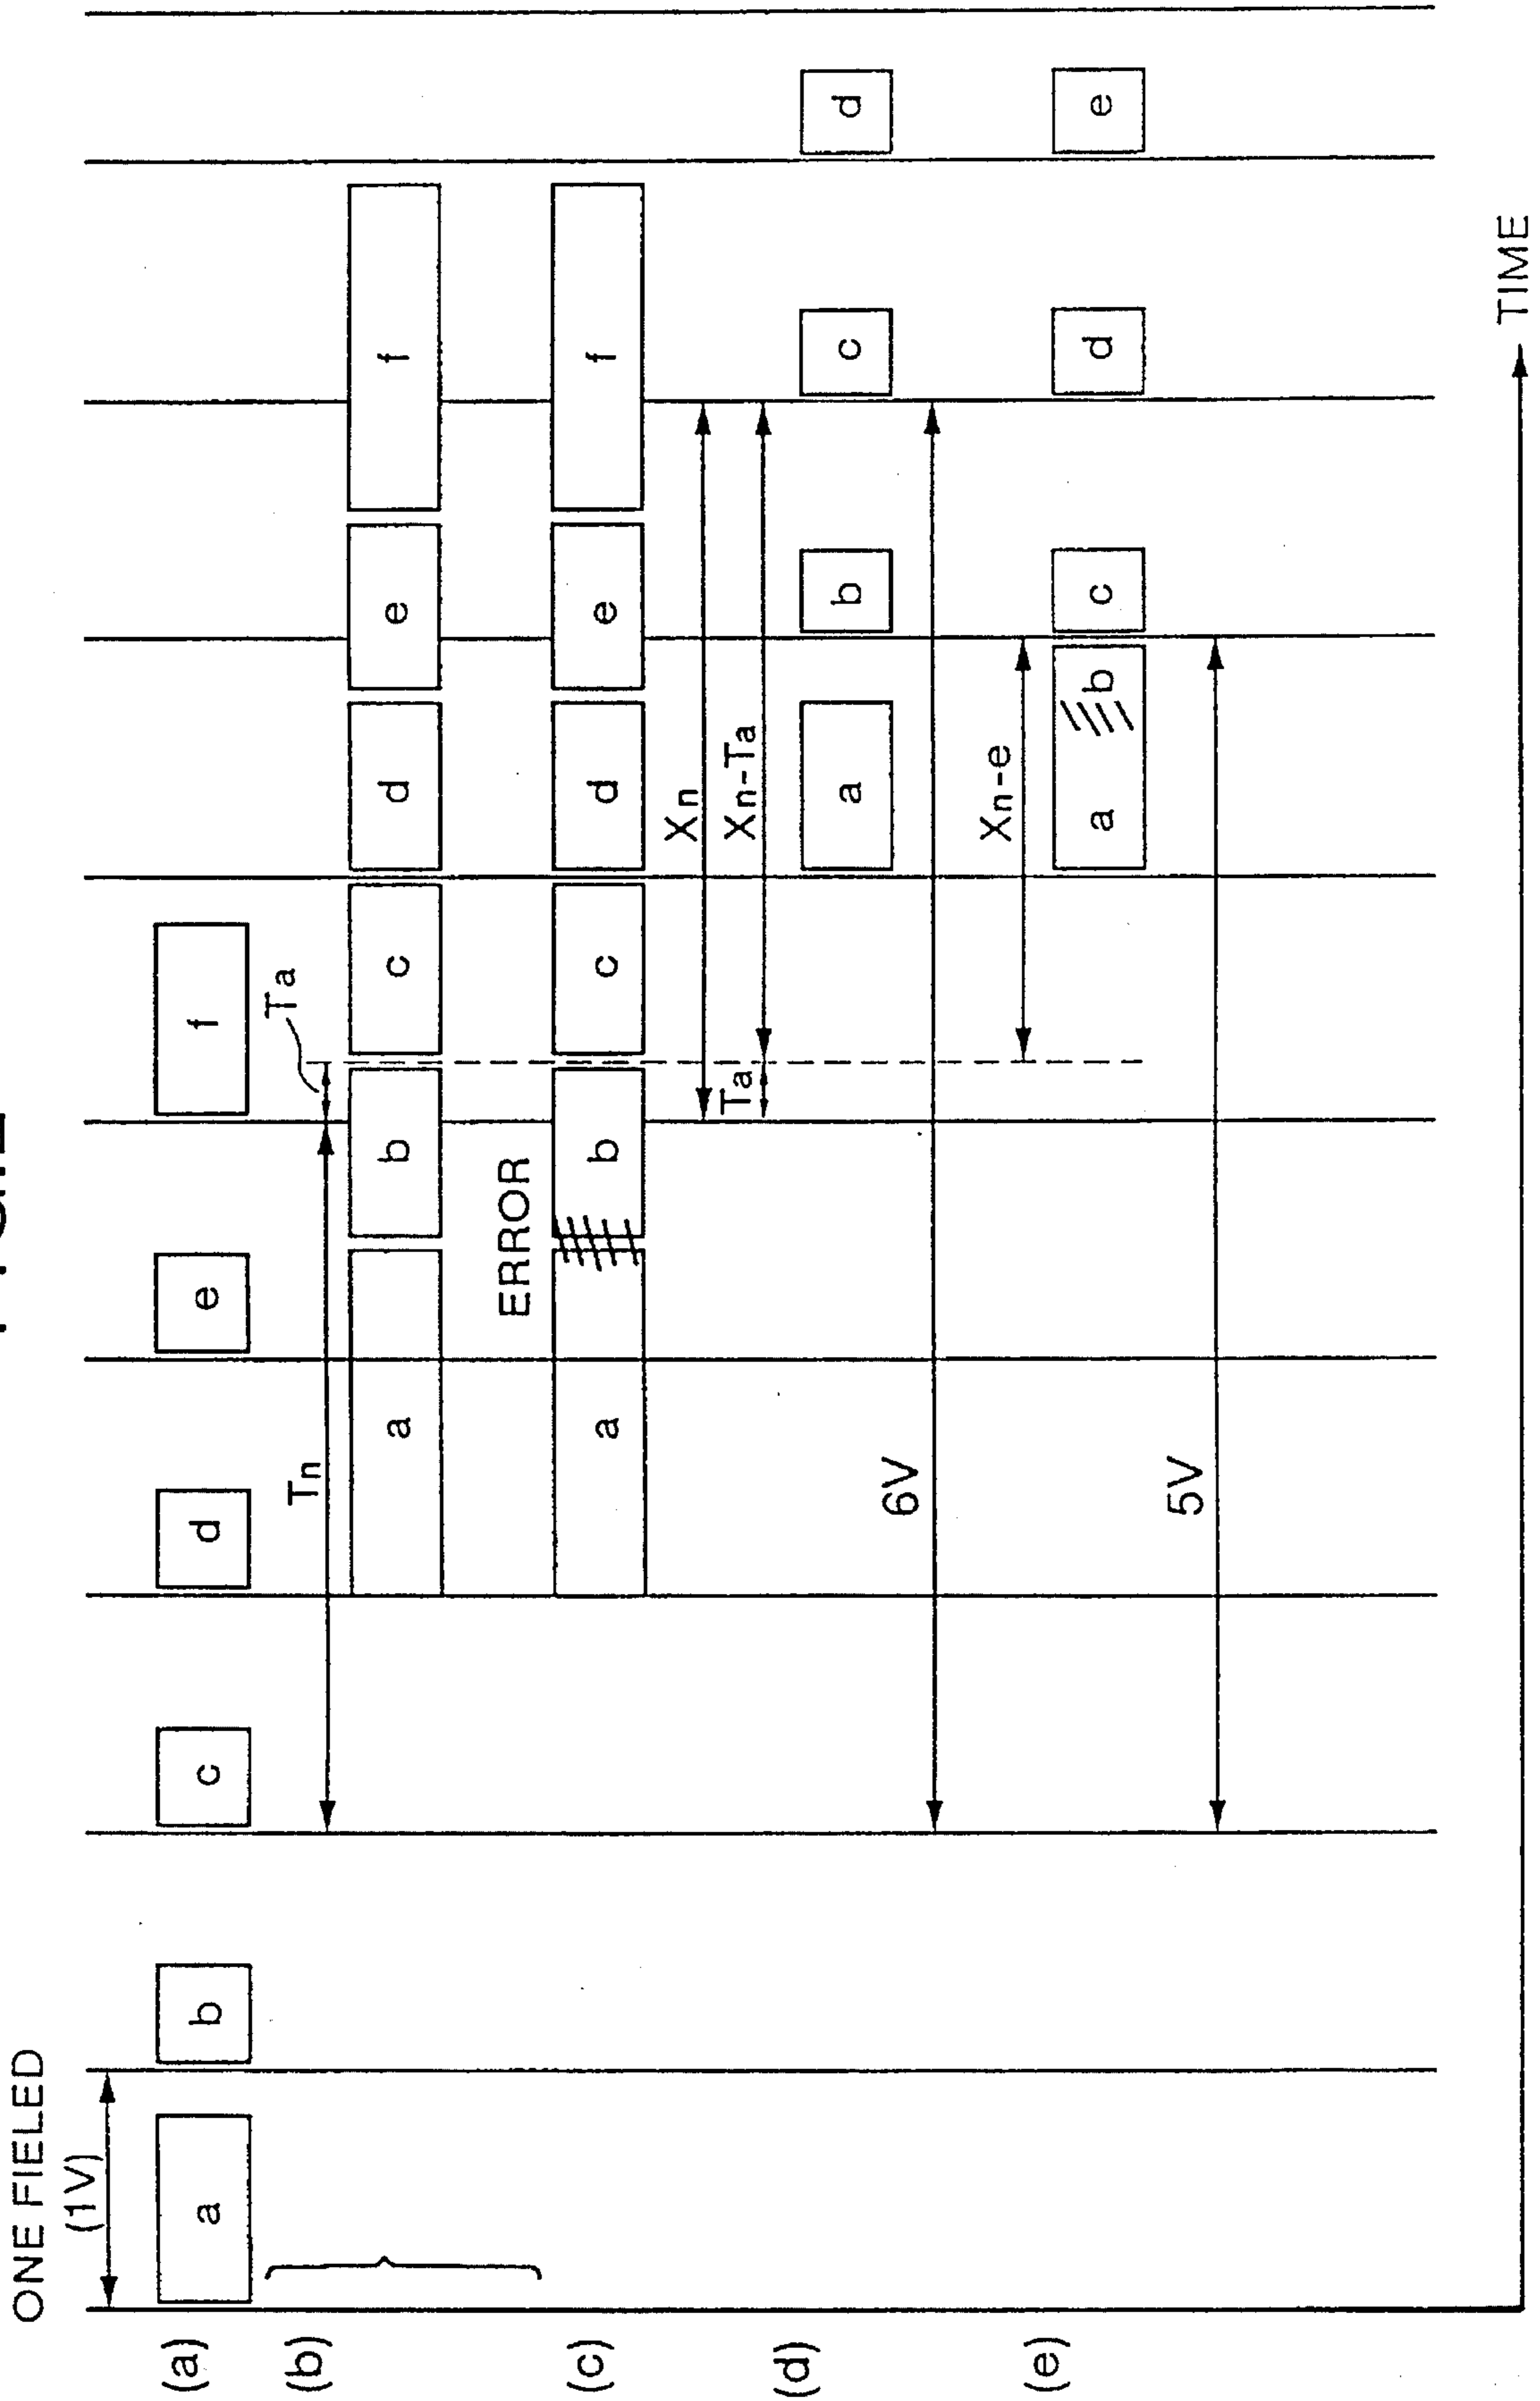 ONE FIELED
(1V)
(a)
a
b
c
d
e
f
(b)
Tn
Ta
a
b
c
d
e
f
(c)
ERROR
a
b
c
d
e
f
Xn
Ta
Xn-Ta
(d)
a
b
c
d
6V
(e)
Xn-e
a
b
c
d
e
5V
TIME